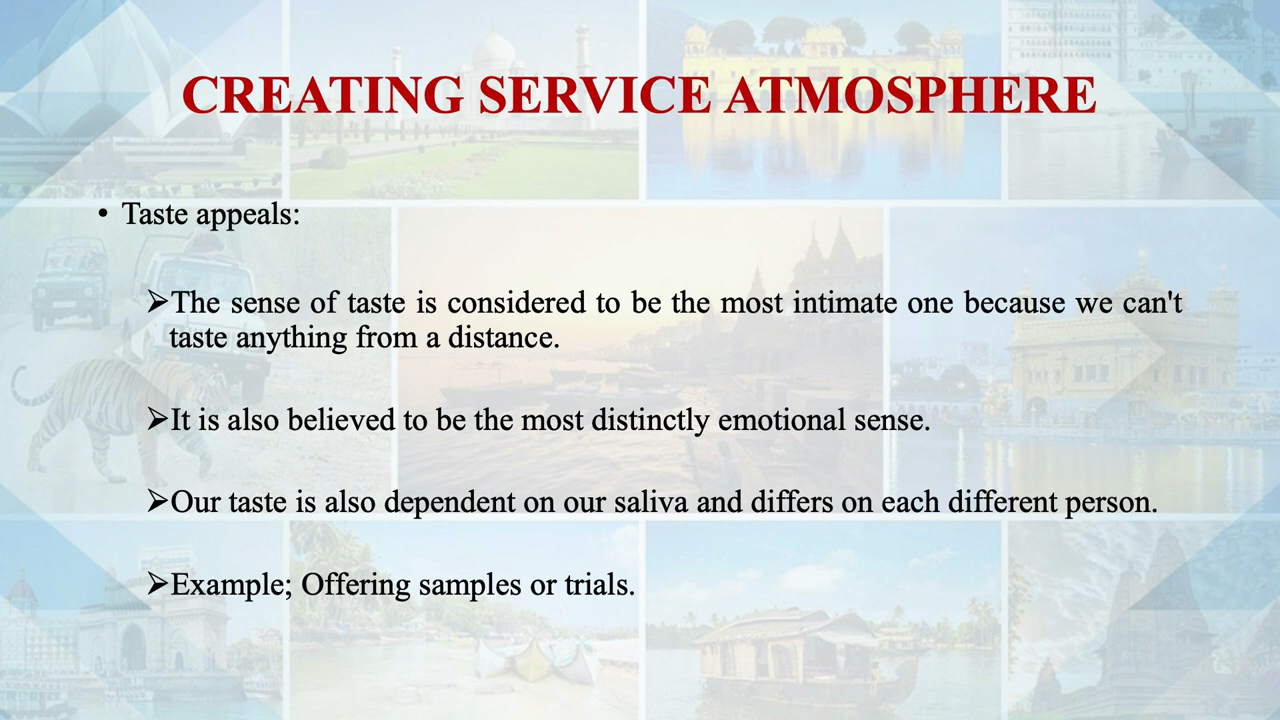 CREATING SERVICE ATMOSPHERE
• Taste appeals:
➢The sense of taste is considered to be the most intimate one because we can't
taste anything from a distance.
➢It is also believed to be the most distinctly emotional sense.
➢Our taste is also dependent on our saliva and differs on each different person.
➢Example; Offering samples or trials.